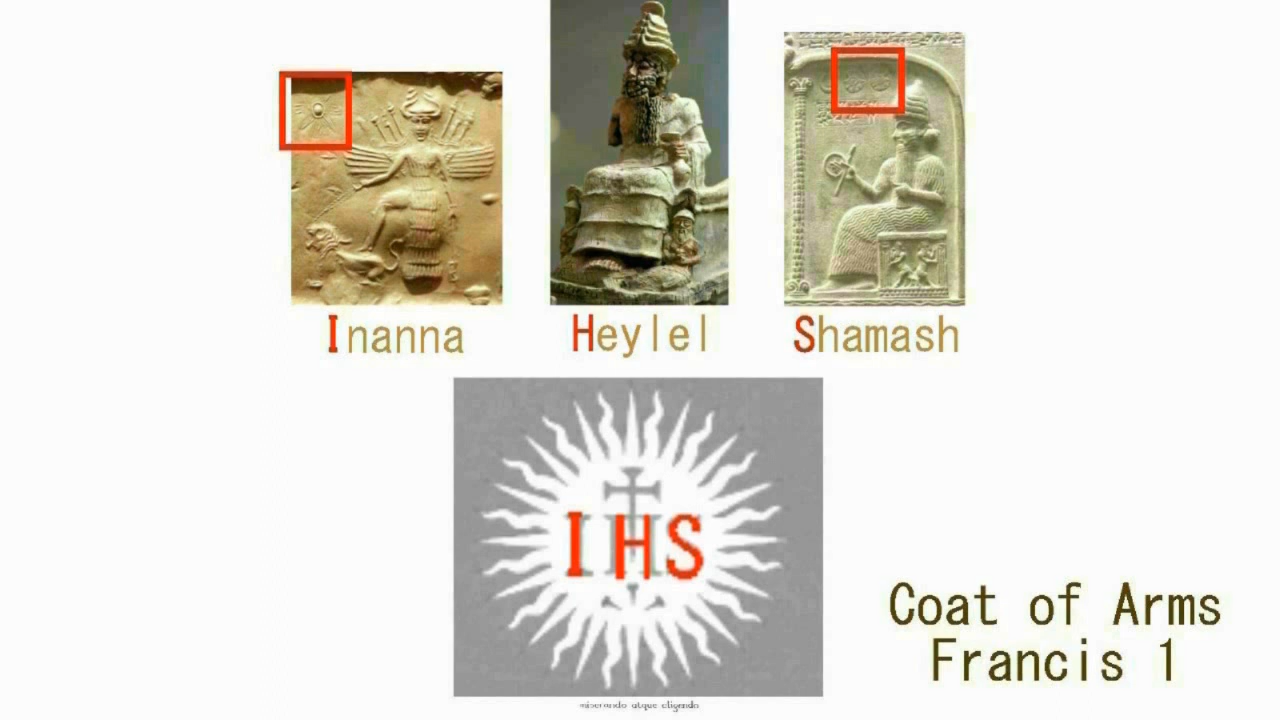 Inanna
Heylel
Shamash
IHS
Coat of Arms
Francis 1
miserando atque eligendo